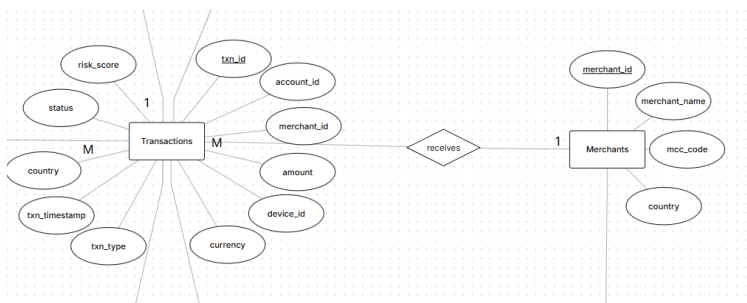 txn_id
merchant_id
risk_score
account_id
merchant_name
status
1
merchant_id
Transactions
M
receives
1
Merchants
mcc_code
M
country
amount
country
txn_timestamp
device_id
txn_type
currency